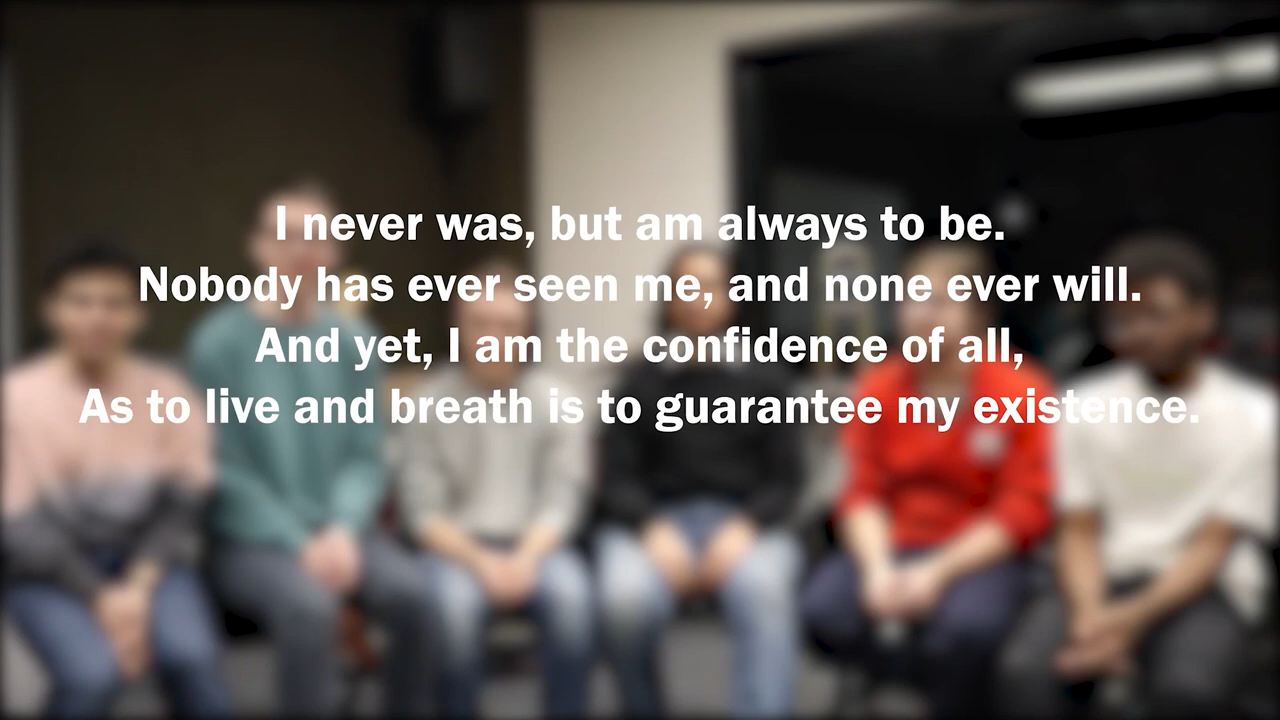 I never was, but am always to be.
Nobody has ever seen me, and none ever will.
And yet, I am the confidence of all,
As to live and breath is to guarantee my existence.